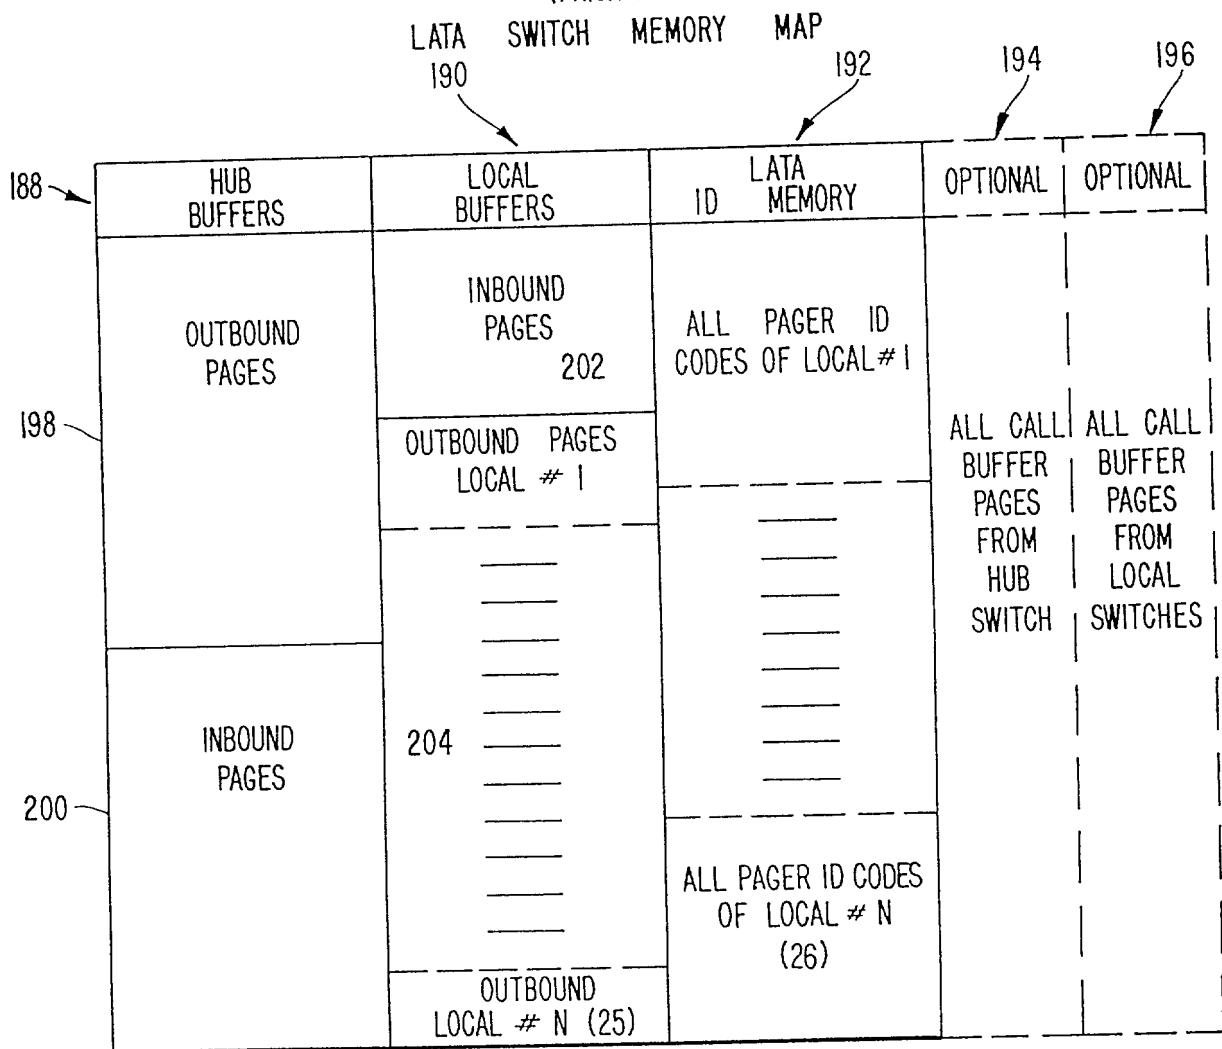 LATA SWITCH MEMORY MAP
190
192
194
196
188
HUB
BUFFERS
LOCAL
BUFFERS
LATA
ID MEMORY
OPTIONAL
OPTIONAL
OUTBOUND
PAGES
198
INBOUND
PAGES
200
INBOUND
PAGES
202
OUTBOUND PAGES
LOCAL # 1
204
OUTBOUND
LOCAL # N (25)
ALL PAGER ID
CODES OF LOCAL # 1
ALL PAGER ID CODES
OF LOCAL # N
(26)
ALL CALL
BUFFER
PAGES
FROM
HUB
SWITCH
ALL CALL
BUFFER
PAGES
FROM
LOCAL
SWITCHES